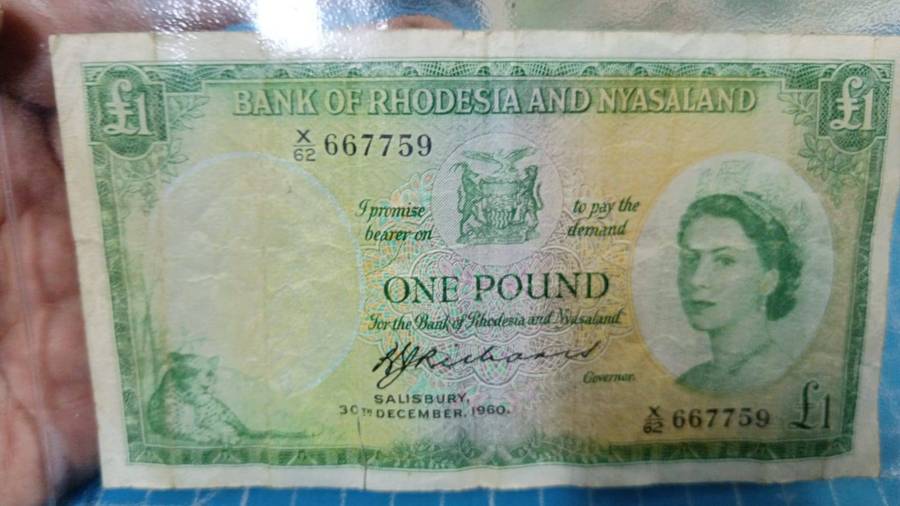 £1 BANK OF RHODESIA AND NYASALAND £1
X/62 667759
I promise to pay the
bearer on demand
ONE POUND
For the Bank of Rhodesia and Nyasaland
Governor.
SALISBURY,
30TH DECEMBER, 1960.
X/62 667759 £1